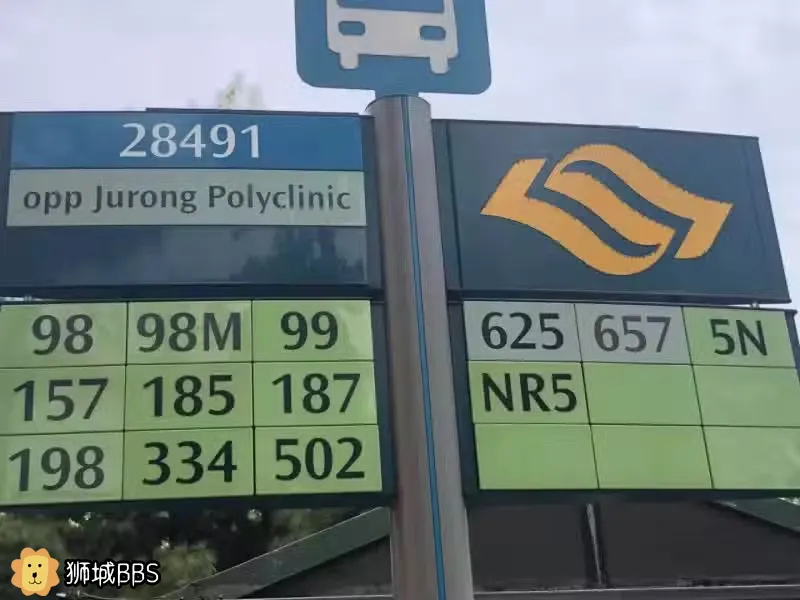 28491
opp Jurong Polyclinic
98 98M 99
157 185 187
198 334 502
625 657 5N
NR5
狮城BBS